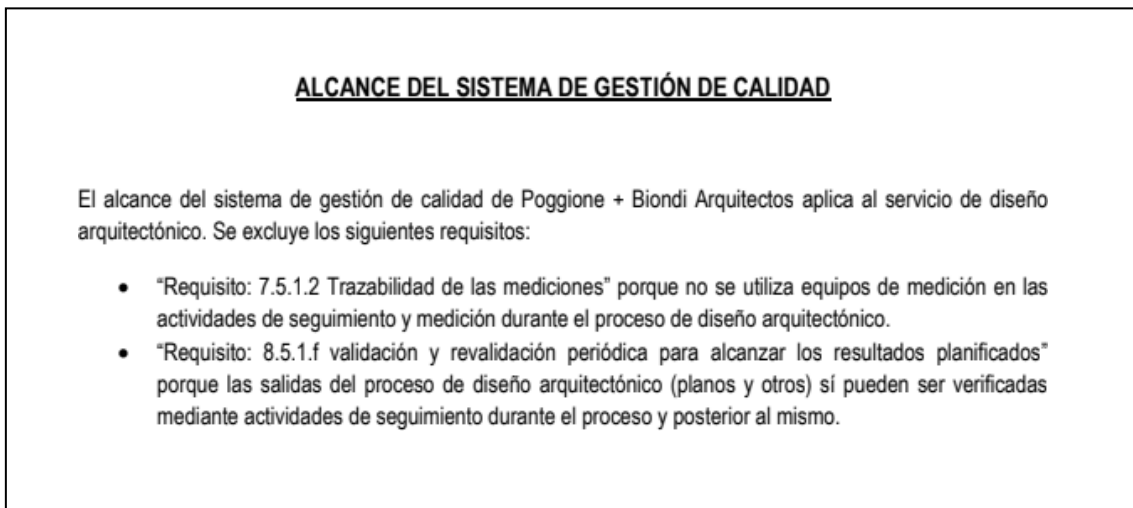 ALCANCE DEL SISTEMA DE GESTIÓN DE CALIDAD
El alcance del sistema de gestión de calidad de Poggione + Biondi Arquitectos aplica al servicio de diseño
arquitectónico. Se excluye los siguientes requisitos:
• “Requisito: 7.5.1.2 Trazabilidad de las mediciones” porque no se utiliza equipos de medición en las
actividades de seguimiento y medición durante el proceso de diseño arquitectónico.
• “Requisito: 8.5.1.f validación y revalidación periódica para alcanzar los resultados planificados”
porque las salidas del proceso de diseño arquitectónico (planos y otros) sí pueden ser verificadas
mediante actividades de seguimiento durante el proceso y posterior al mismo.